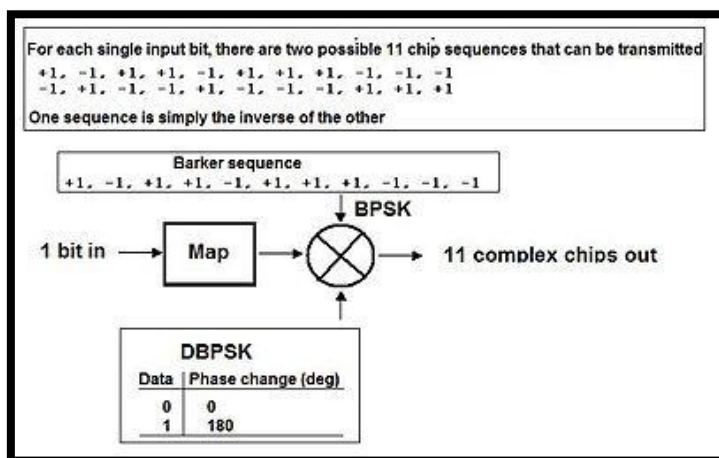 For each single input bit, there are two possible 11 chip sequences that can be transmitted
+1, -1, +1, +1, -1, +1, +1, +1, -1, -1, -1
-1, +1, -1, -1, +1, -1, -1, -1, +1, +1, +1
One sequence is simply the inverse of the other
Barker sequence
+1, -1, +1, +1, -1, +1, +1, +1, -1, -1, -1
BPSK
1 bit in
Map
11 complex chips out
DBPSK
Data Phase change (deg)
0 0
1 180